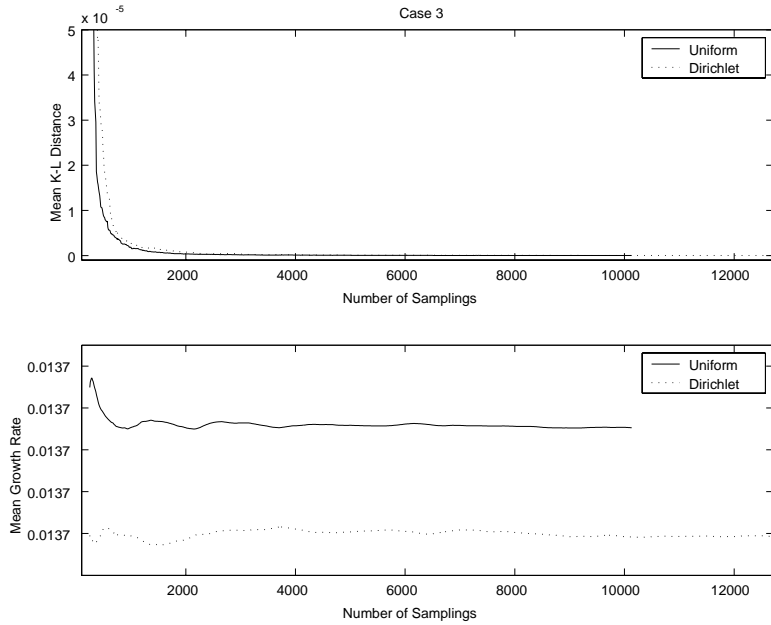 Case 3
x 10 -5
5
4
3
2
1
0
Mean K-L Distance
Uniform
Dirichlet
2000 4000 6000 8000 10000 12000
Number of Samplings
0.0137
0.0137
0.0137
0.0137
0.0137
Mean Growth Rate
Uniform
Dirichlet
2000 4000 6000 8000 10000 12000
Number of Samplings